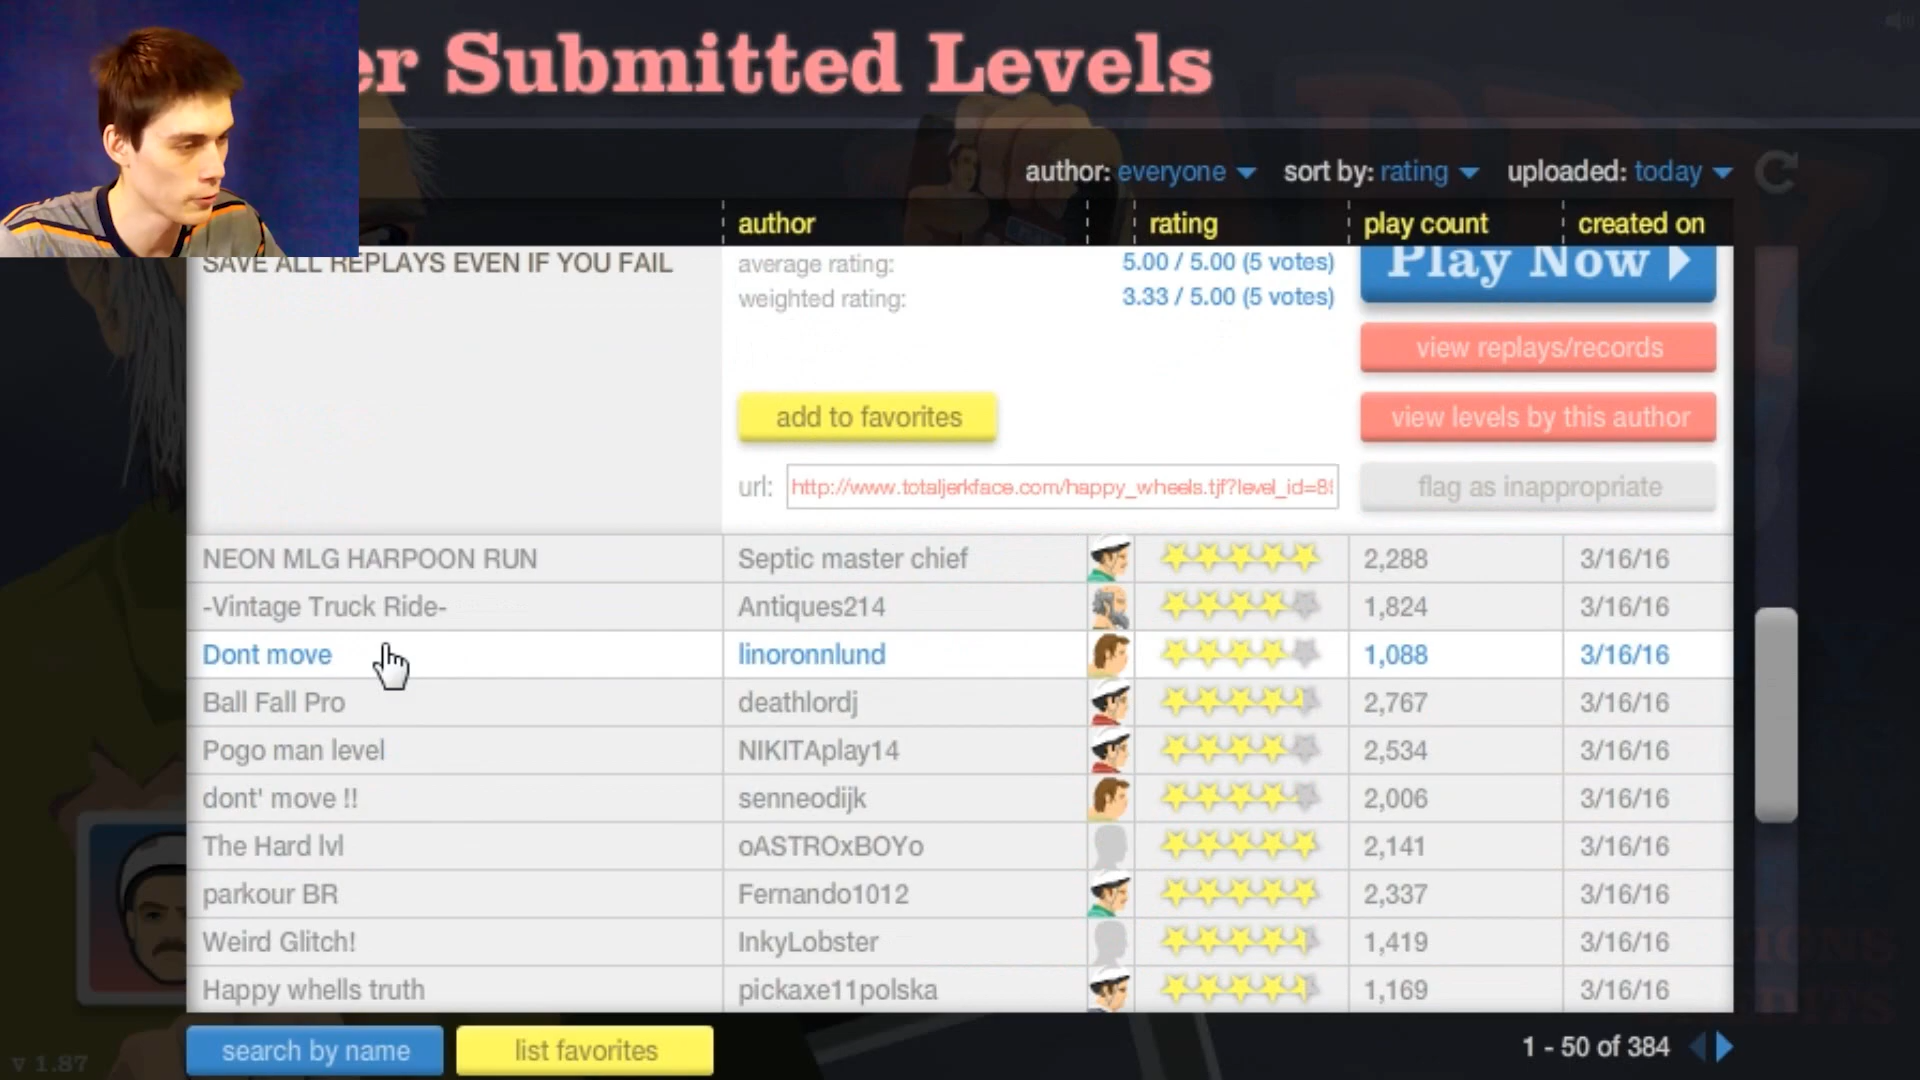 er Submitted Levels
author: everyone sort by: rating uploaded: today
author rating play count created on
SAVE ALL REPLAYS EVEN IF YOU FAIL
average rating: 5.00 / 5.00 (5 votes)
weighted rating: 3.33 / 5.00 (5 votes)
Play Now
view replays/records
add to favorites
view levels by this author
url: http://www.totaljerkface.com/happy_wheels.tjf?level_id=8
flag as inappropriate
NEON MLG HARPOON RUN Septic master chief 2,288 3/16/16
-Vintage Truck Ride- Antiques214 1,824 3/16/16
Dont move linoronnlund 1,088 3/16/16
Ball Fall Pro deathlordj 2,767 3/16/16
Pogo man level NIKITAplay14 2,534 3/16/16
dont' move !! senneodijk 2,006 3/16/16
The Hard lvl oASTROxBOYo 2,141 3/16/16
parkour BR Fernando1012 2,337 3/16/16
Weird Glitch! InkyLobster 1,419 3/16/16
Happy whells truth pickaxe11polska 1,169 3/16/16
search by name list favorites 1 - 50 of 384
v 1.87